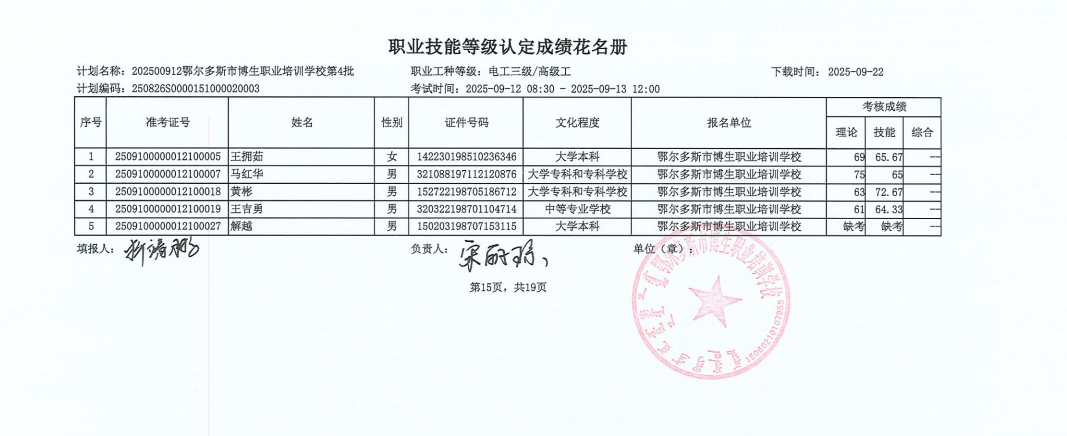 职业技能等级认定成绩花名册
计划名称：202500912鄂尔多斯市博生职业培训学校第4批 职业工种等级：电工三级/高级工 下载时间：2025-09-22
计划编码：250826S0000151000020003 考试时间：2025-09-12 08:30 - 2025-09-13 12:00
序号 准考证号 姓名 性别 证件号码 文化程度 报名单位 考核成绩
理论 技能 综合
1 2509100000012100005 王拥茹 女 142230198510236346 大学本科 鄂尔多斯市博生职业培训学校 69 65.67 --
2 2509100000012100007 马红华 男 321088197112120876 大学专科和专科学校 鄂尔多斯市博生职业培训学校 75 65 --
3 2509100000012100018 黄彬 男 152722198705186712 大学专科和专科学校 鄂尔多斯市博生职业培训学校 63 72.67 --
4 2509100000012100019 王吉勇 男 320322198701104714 中等专业学校 鄂尔多斯市博生职业培训学校 61 64.33 --
5 2509100000012100027 解越 男 150203198707153115 大学本科 鄂尔多斯市博生职业培训学校 缺考 缺考 --
填报人： 负责人： 单位（章）：
第15页，共19页
鄂尔多斯市博生职业培训学校